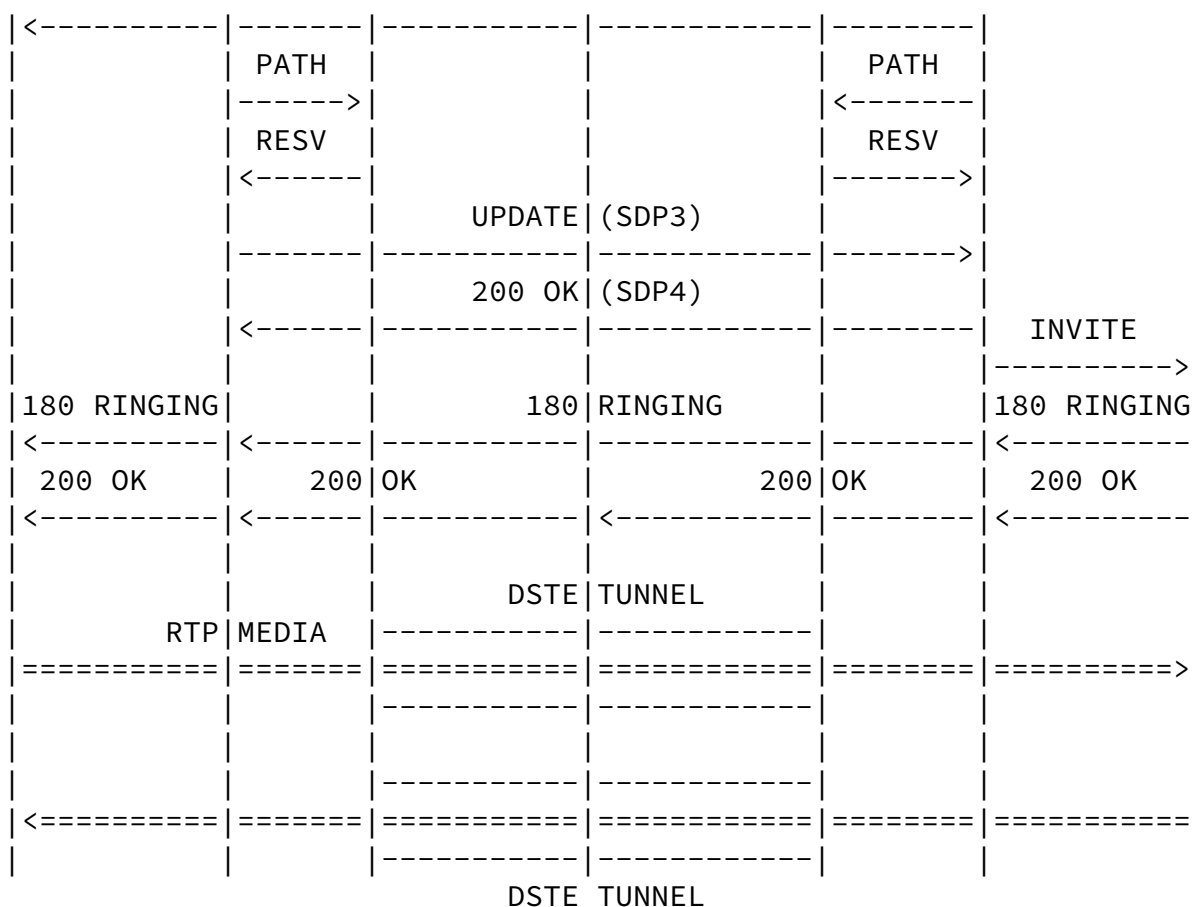 |<----------|-------|-----------|------------|--------|
|           | PATH  |           |            |  PATH  |
|           |------>|           |            |<-------|
|           | RESV  |           |            |  RESV  |
|           |<------|           |            |------->|
|           |       |     UPDATE|(SDP3)      |        |
|           |-------|-----------|------------|------->|
|           |       |     200 OK|(SDP4)      |        |
|           |<------|-----------|------------|--------|  INVITE
|           |       |           |            |        |---------->
|180 RINGING|       |        180|RINGING     |        |180 RINGING
|<----------|<------|-----------|------------|--------|<----------
| 200 OK    |    200|OK         |         200|OK      |  200 OK
|<----------|<------|-----------|<-----------|--------|<----------
|           |       |           |            |        |
|           |       |       DSTE|TUNNEL      |        |
|        RTP|MEDIA  |-----------|------------|        |
|===========|=======|===========|============|========|==========>
|           |       |-----------|------------|        |
|           |       |           |            |        |
|           |       |-----------|------------|        |
|<==========|=======|===========|============|========|===========
|           |       |-----------|------------|        |
                            DSTE TUNNEL